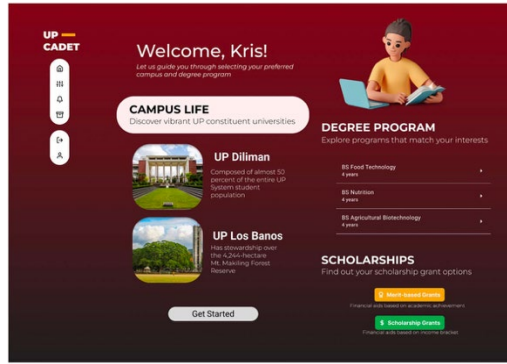 UP
CADET
Welcome, Kris!
Let us guide you through selecting your preferred
campus and degree program
CAMPUS LIFE
Discover vibrant UP constituent universities
UP Diliman
Composed of almost 50
percent of the entire UP
System student
population
UP Los Banos
Has stewardship over
the 4,244-hectare
Mt. Makiling Forest
Reserve
Get Started
DEGREE PROGRAM
Explore programs that match your interests
BS Food Technology
4 years
BS Nutrition
4 years
BS Agricultural Biotechnology
4 years
SCHOLARSHIPS
Find out your scholarship grant options
Merit-based Grants
Financial aids based on academic achievement
$ Scholarship Grants
Financial aids based on income bracket